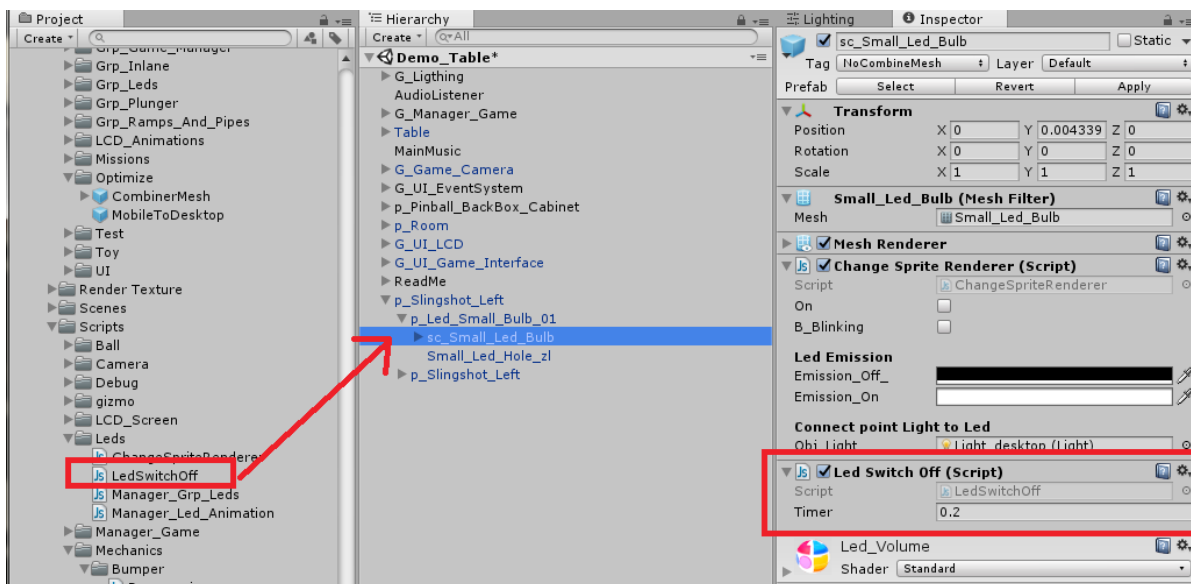 Project
Create
Grp_Game_Manager
Grp_Inlane
Grp_Leds
Grp_Plunger
Grp_Ramps_And_Pipes
LCD_Animations
Missions
Optimize
CombinerMesh
MobileToDesktop
Test
Toy
UI
Render Texture
Scenes
Scripts
Ball
Camera
Debug
gizmo
LCD_Screen
Leds
ChangeSpriteRenderer
LedSwitchOff
Manager_Grp_Leds
Manager_Led_Animation
Manager_Game
Mechanics
Bumper
Hierarchy
Create All
Demo_Table*
G_Ligthing
AudioListener
G_Manager_Game
Table
MainMusic
G_Game_Camera
G_UI_EventSystem
p_Pinball_BackBox_Cabinet
p_Room
G_UI_LCD
G_UI_Game_Interface
ReadMe
p_Slingshot_Left
p_Led_Small_Bulb_01
sc_Small_Led_Bulb
Small_Led_Hole_zl
p_Slingshot_Left
Lighting Inspector
sc_Small_Led_Bulb Static
Tag NoCombineMesh Layer Default
Prefab Select Revert Apply
Transform
Position X 0 Y 0.004339 Z 0
Rotation X 0 Y 0 Z 0
Scale X 1 Y 1 Z 1
Small_Led_Bulb (Mesh Filter)
Mesh Small_Led_Bulb
Mesh Renderer
Js Change Sprite Renderer (Script)
Script ChangeSpriteRenderer
On
B_Blinking
Led Emission
Emission_Off_
Emission_On
Connect point Light to Led
Obj_Light Light_desktop (Light)
Js Led Switch Off (Script)
Script LedSwitchOff
Timer 0.2
Led_Volume
Shader Standard